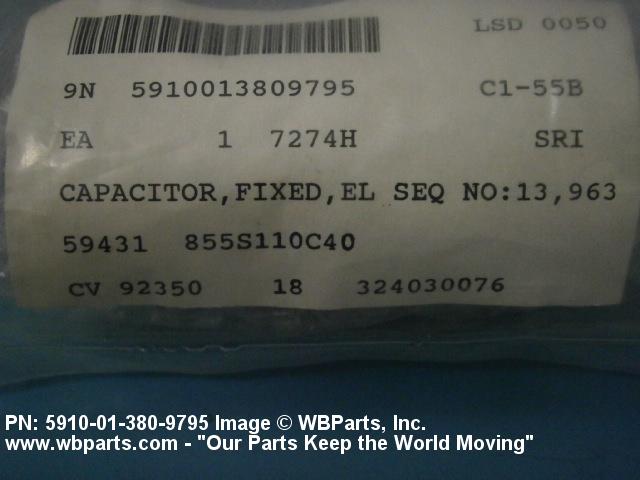 LSD 0050
9N 5910013809795 C1-55B
EA 1 7274H SRI
CAPACITOR,FIXED,EL SEQ NO:13,963
59431 855S110C40
CV 92350 18 324030076
PN: 5910-01-380-9795 Image © WBParts, Inc.
www.wbparts.com - "Our Parts Keep the World Moving"